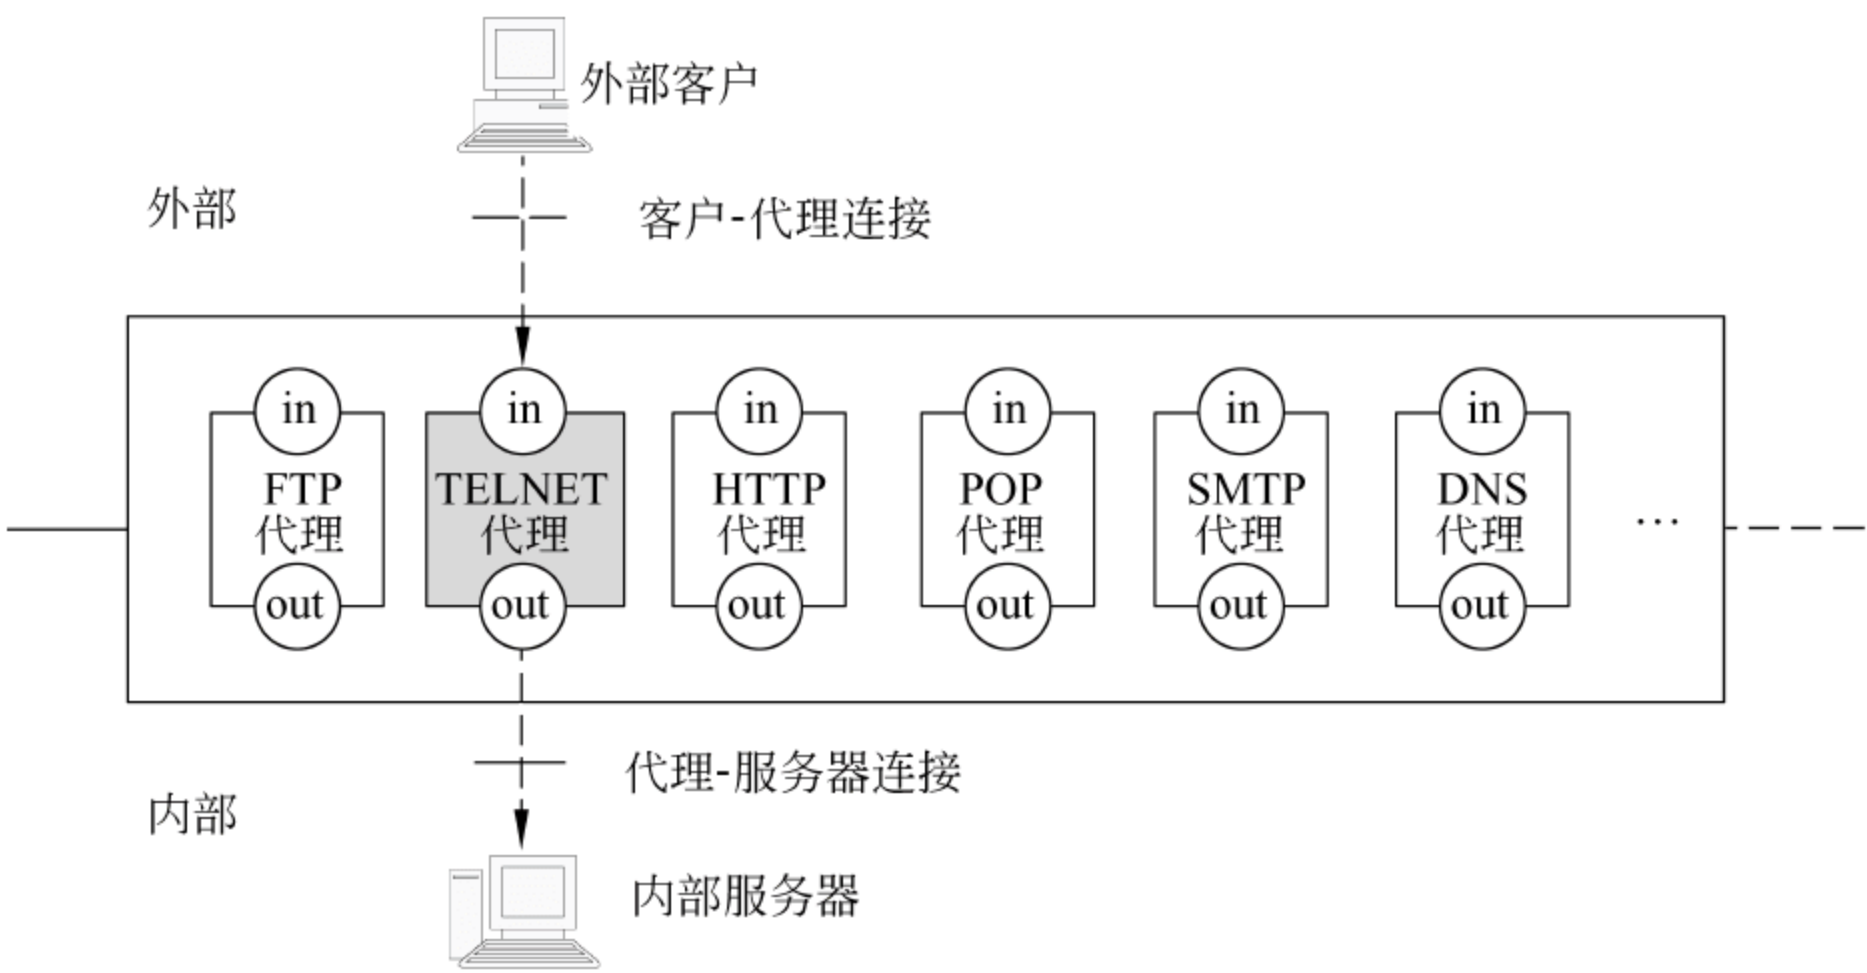 外部客户
外部
客户-代理连接
in
in
in
in
in
in
FTP
代理
TELNET
代理
HTTP
代理
POP
代理
SMTP
代理
DNS
代理
…
out
out
out
out
out
out
代理-服务器连接
内部
内部服务器